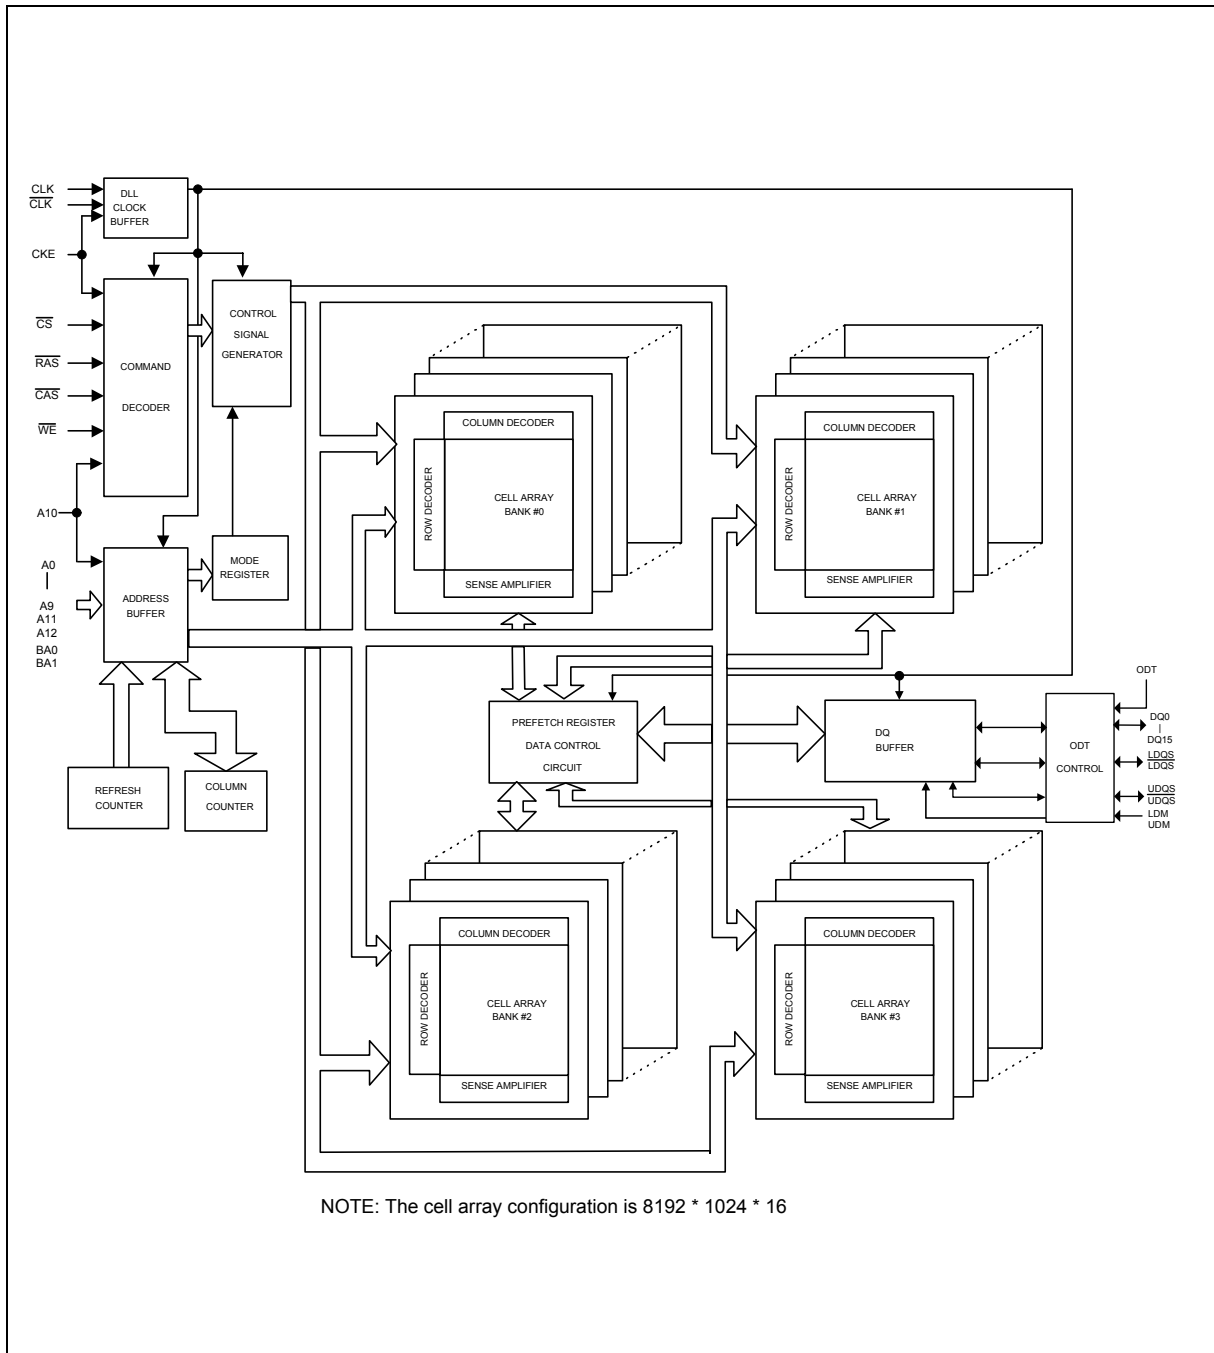 CLK
CLK
CKE
CS
RAS
CAS
WE
A10
A0
A9
A11
A12
BA0
BA1
DLL
CLOCK
BUFFER
COMMAND
DECODER
CONTROL
SIGNAL
GENERATOR
ADDRESS
BUFFER
MODE
REGISTER
REFRESH
COUNTER
COLUMN
COUNTER
COLUMN DECODER
ROW DECODER
CELL ARRAY
BANK #0
SENSE AMPLIFIER
COLUMN DECODER
ROW DECODER
CELL ARRAY
BANK #1
SENSE AMPLIFIER
PREFETCH REGISTER
DATA CONTROL
CIRCUIT
DQ
BUFFER
ODT
CONTROL
ODT
DQ0
|
DQ15
LDQS
LDQS
UDQS
UDQS
LDM
UDM
COLUMN DECODER
ROW DECODER
CELL ARRAY
BANK #2
SENSE AMPLIFIER
COLUMN DECODER
ROW DECODER
CELL ARRAY
BANK #3
SENSE AMPLIFIER
NOTE: The cell array configuration is 8192 * 1024 * 16